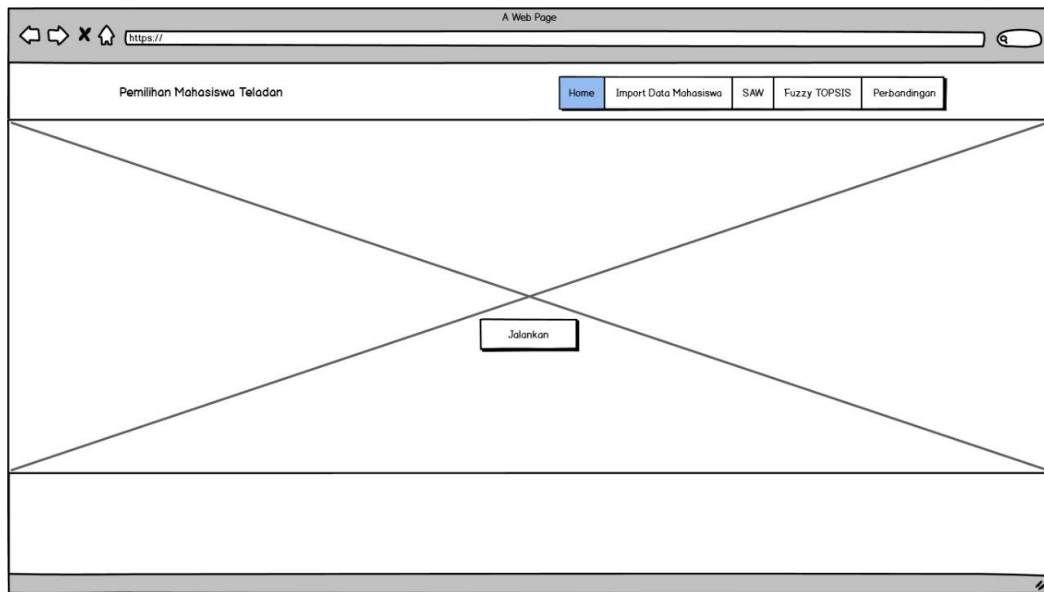 A Web Page
https://
Pemilihan Mahasiswa Teladan
Home Import Data Mahasiswa SAW Fuzzy TOPSIS Perbandingan
Jalankan